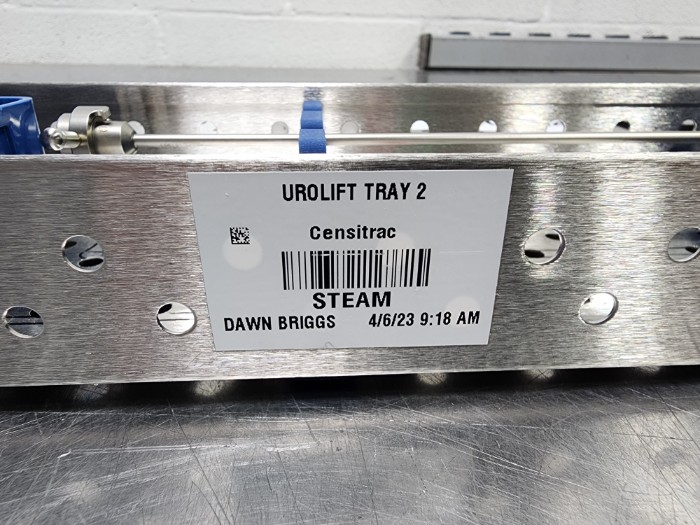 UROLIFT TRAY 2
Censitrac
STEAM
DAWN BRIGGS 4/6/23 9:18 AM